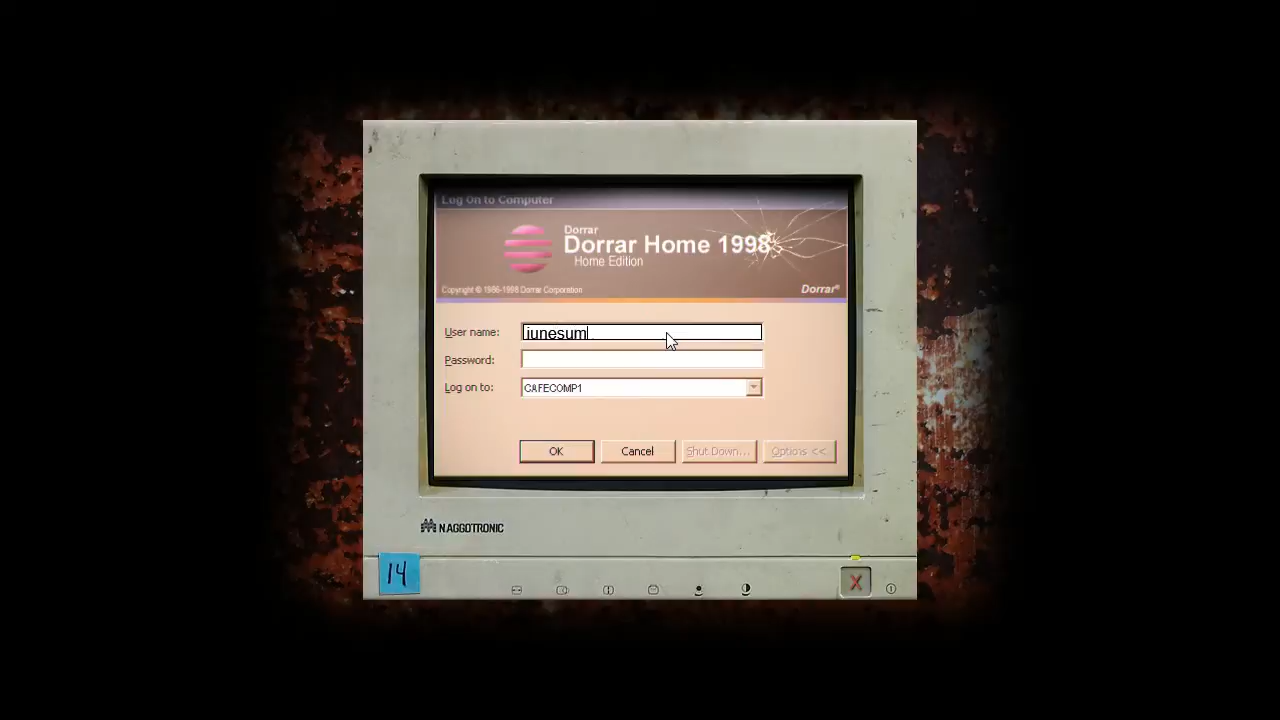 Log On to Computer
Dorrar
Dorrar Home 1998
Home Edition
Copyright © 1986-1998 Dorrar Corporation
Dorrar®
User name: junesum
Password:
Log on to: CAFECOMP1
OK Cancel Shut Down... Options <<
NAGGOTRONIC
14
X